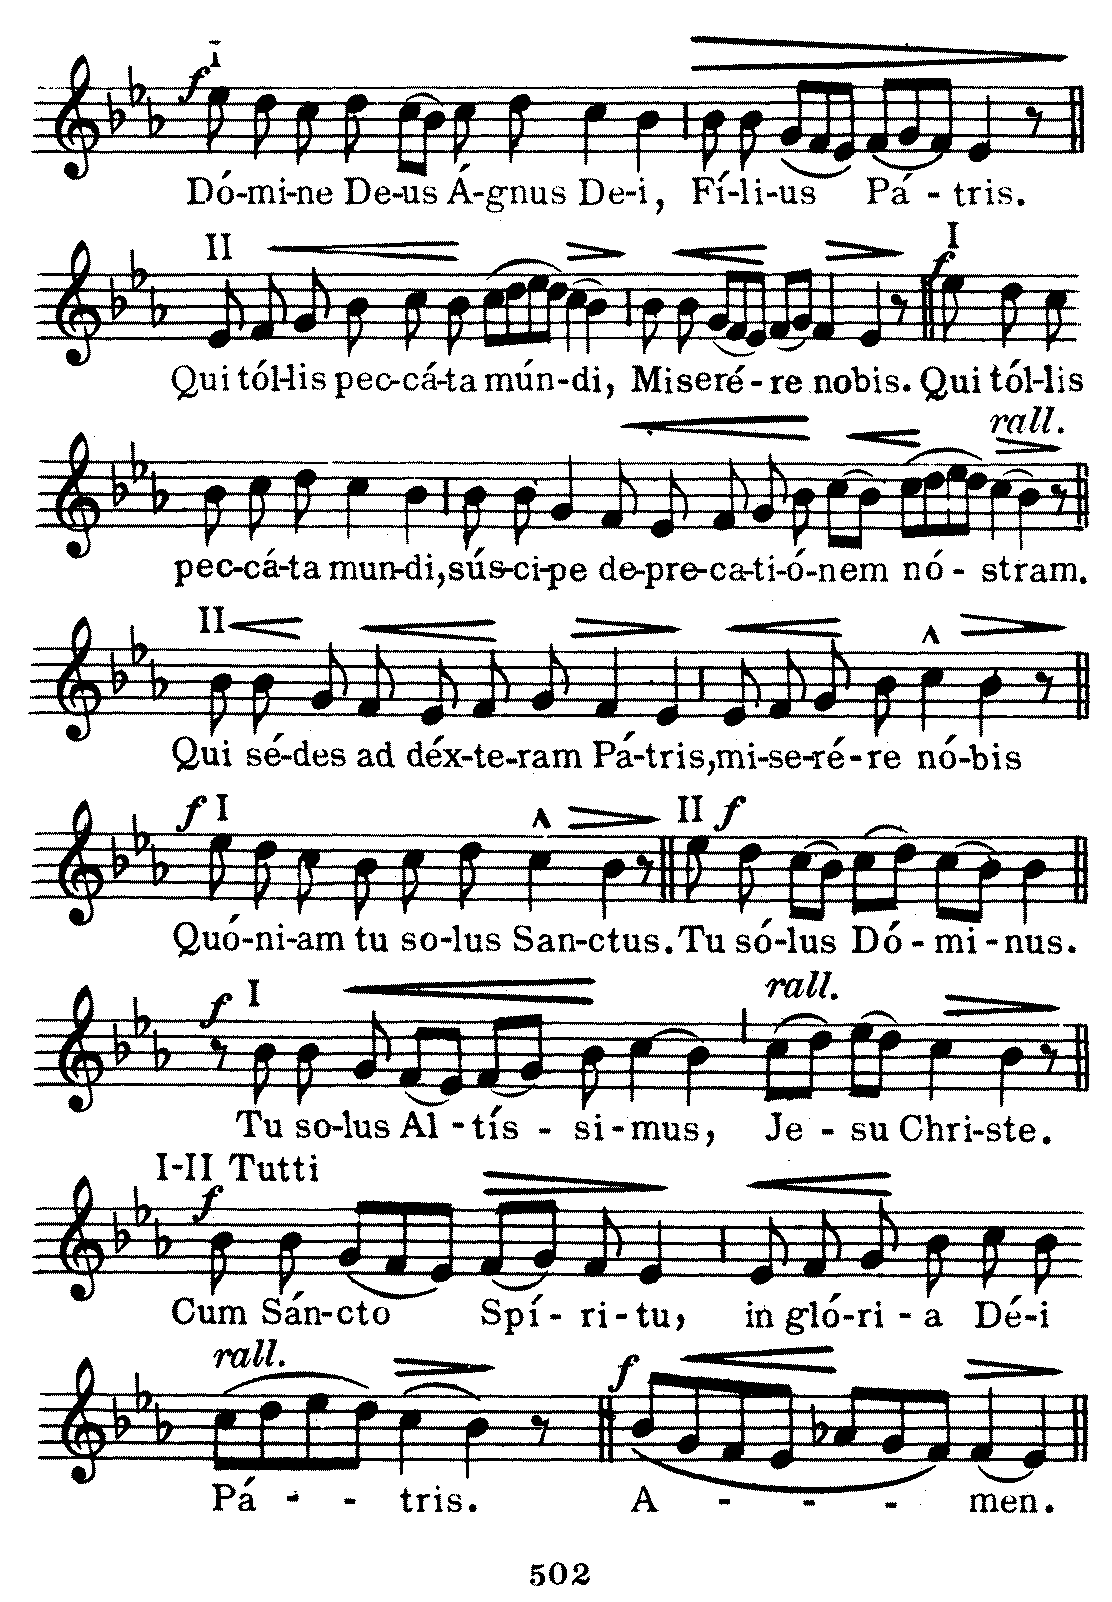 f I
Dó-mi-ne De-us Á-gnus De-i, Fí-li-us Pá - tris.
II I f
Qui tól-lis pec-cá-ta mún-di, Miseré - re nobis. Qui tól-lis
rall.
pec-cá-ta mun-di, sús-ci-pe de-pre-ca-ti-ó-nem nó - stram.
II
Qui sé-des ad déx-te-ram Pá-tris, mi-se-ré-re nó-bis
f I II f
Quó-ni-am tu so-lus San-ctus. Tu só-lus Dó - mi - nus.
f I rall.
Tu so-lus Al - tís - si - mus, Je - su Chri-ste.
I-II Tutti
f
Cum Sán-cto Spí - ri - tu, in gló-ri - a Dé-i
rall. f
Pá - - tris. A - - - men.
502